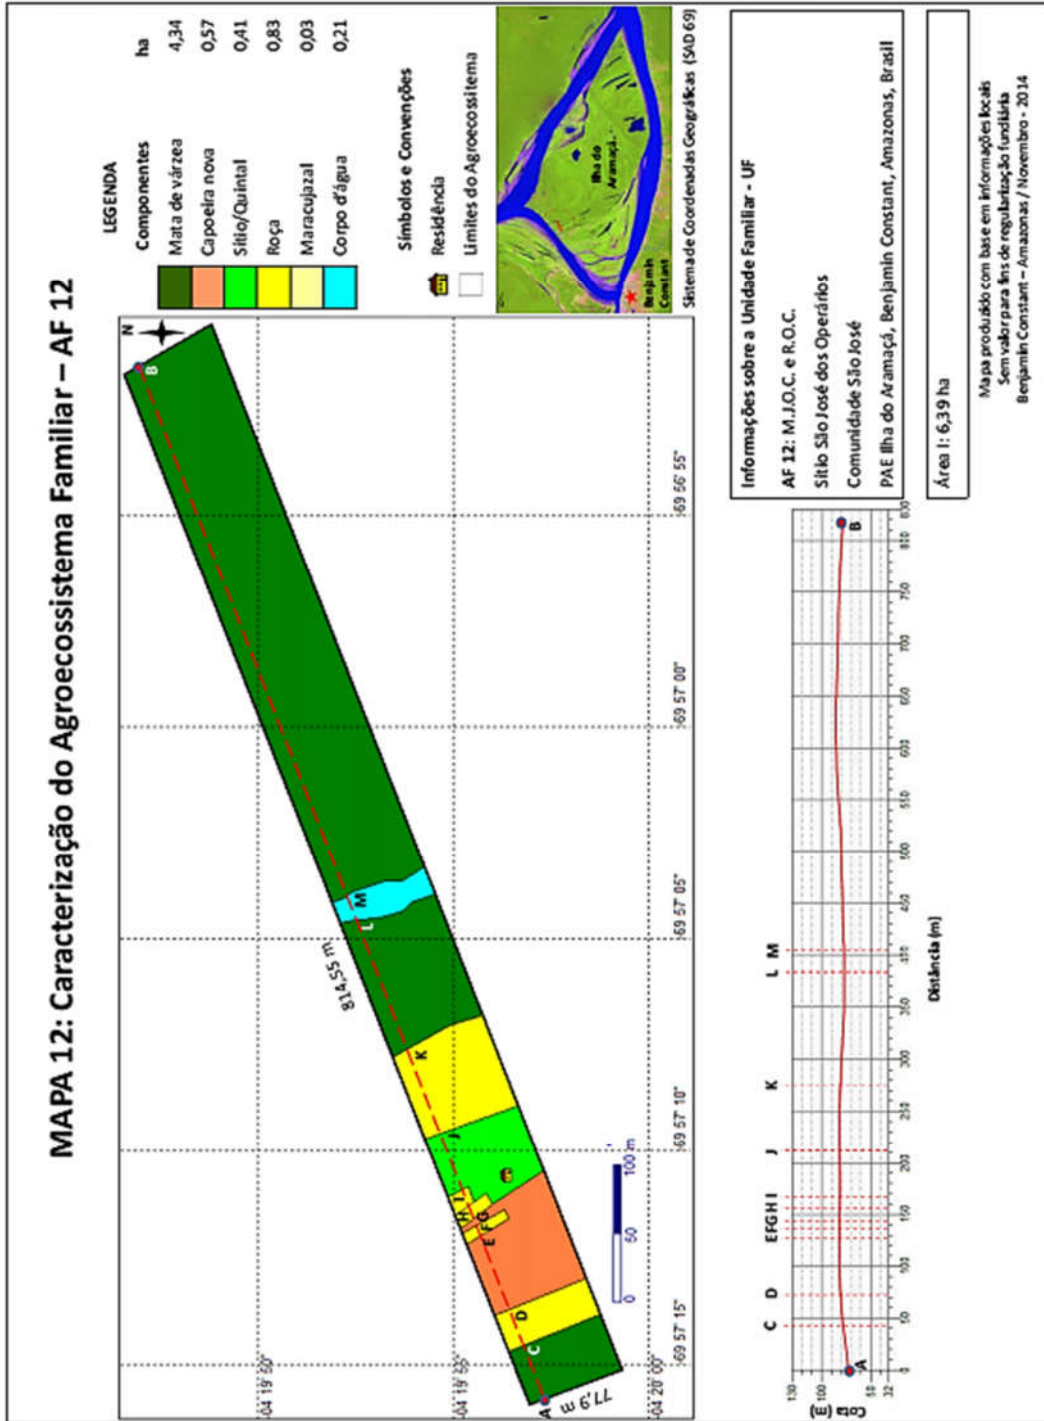 MAPA 12: Caracterização do Agroecossistema Familiar – AF 12
LEGENDA
Componentes ha
Mata de várzea 4,34
Capoeira nova 0,57
Sítio/Quintal 0,41
Roça 0,83
Maracujazal 0,03
Corpo d'água 0,21
Símbolos e Convenções
Residência
Limites do Agroecossitema
Ilha do
Aramaçá
Benjamin
Constant
Sistema de Coordenadas Geográficas (SAD 69)
N
B
M
L
814,55 m
K
J
I
H
G
F
E
D
C
A
77,9 m
0 50 100 m
-69 57 15"
-69 57 10"
-69 57 05"
-69 57 00"
-69 56 55"
-04 19 50"
-04 19 55"
-04 20 00"
Informações sobre a Unidade Familiar - UF
AF 12: M.J.O.C. e R.O.C.
Sítio São José dos Operários
Comunidade São José
PAE Ilha do Aramaçá, Benjamin Constant, Amazonas, Brasil
Área I: 6,39 ha
C D E F G H I J K L M
130
100
58
32
Cota (m)
A
B
0 50 100 150 200 250 300 350 400 450 500 550 600 650 700 750 800 830
Distância (m)
Mapa produzido com base em informações locais
Sem valor para fins de regularização fundiária
Benjamin Constant – Amazonas / Novembro - 2014